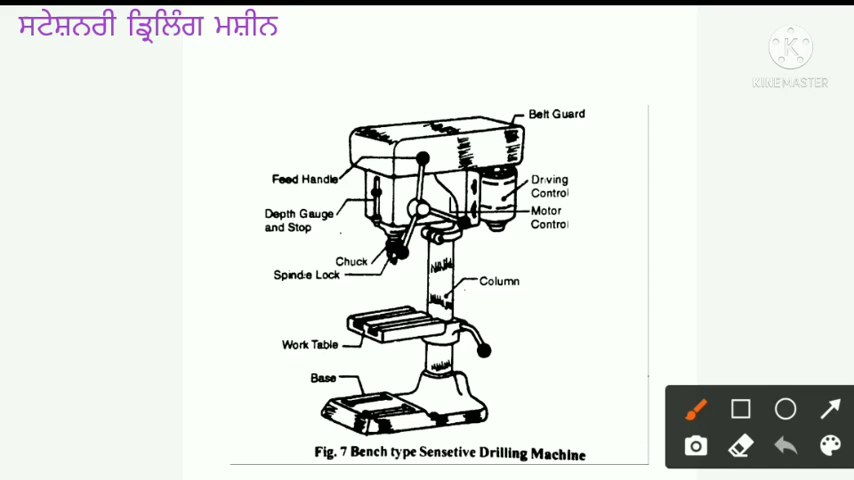 ਸਟੇਸ਼ਨਰੀ ਡ੍ਰਿਲਿੰਗ ਮਸ਼ੀਨ
K
KINEMASTER
Belt Guard
Feed Handle
Driving
Control
Depth Gauge
and Stop
Motor
Control
Chuck
Spindle Lock
Column
Work Table
Base
Fig. 7 Bench type Sensetive Drilling Machine